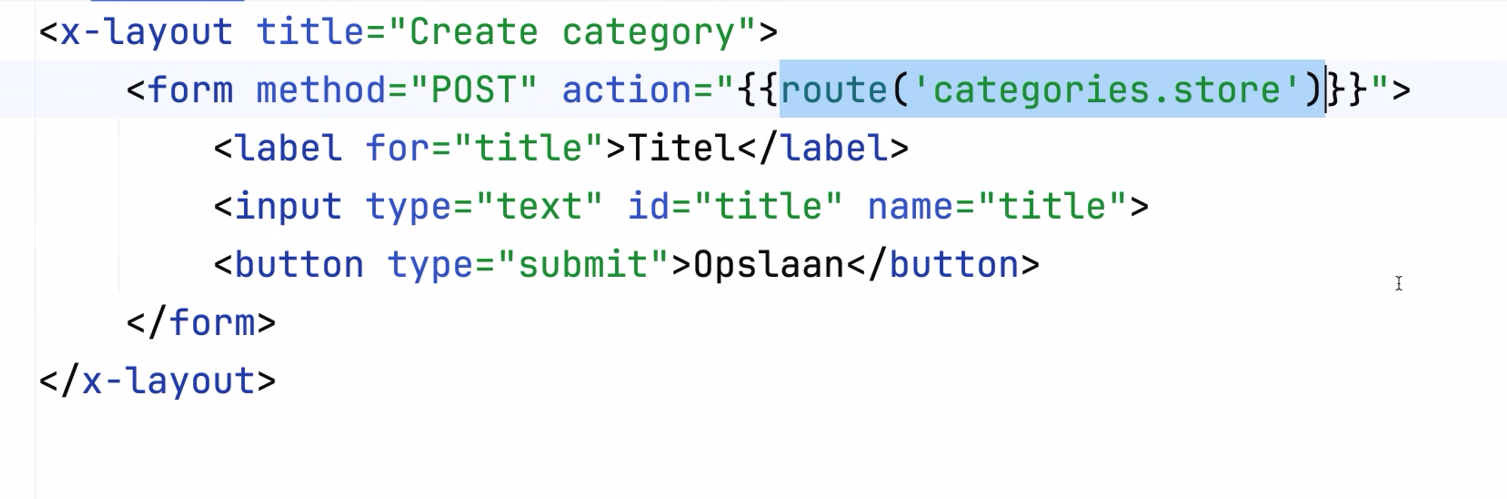 <x-layout title="Create category">
<form method="POST" action="{{route('categories.store')}}">
<label for="title">Titel</label>
<input type="text" id="title" name="title">
<button type="submit">Opslaan</button>
</form>
</x-layout>